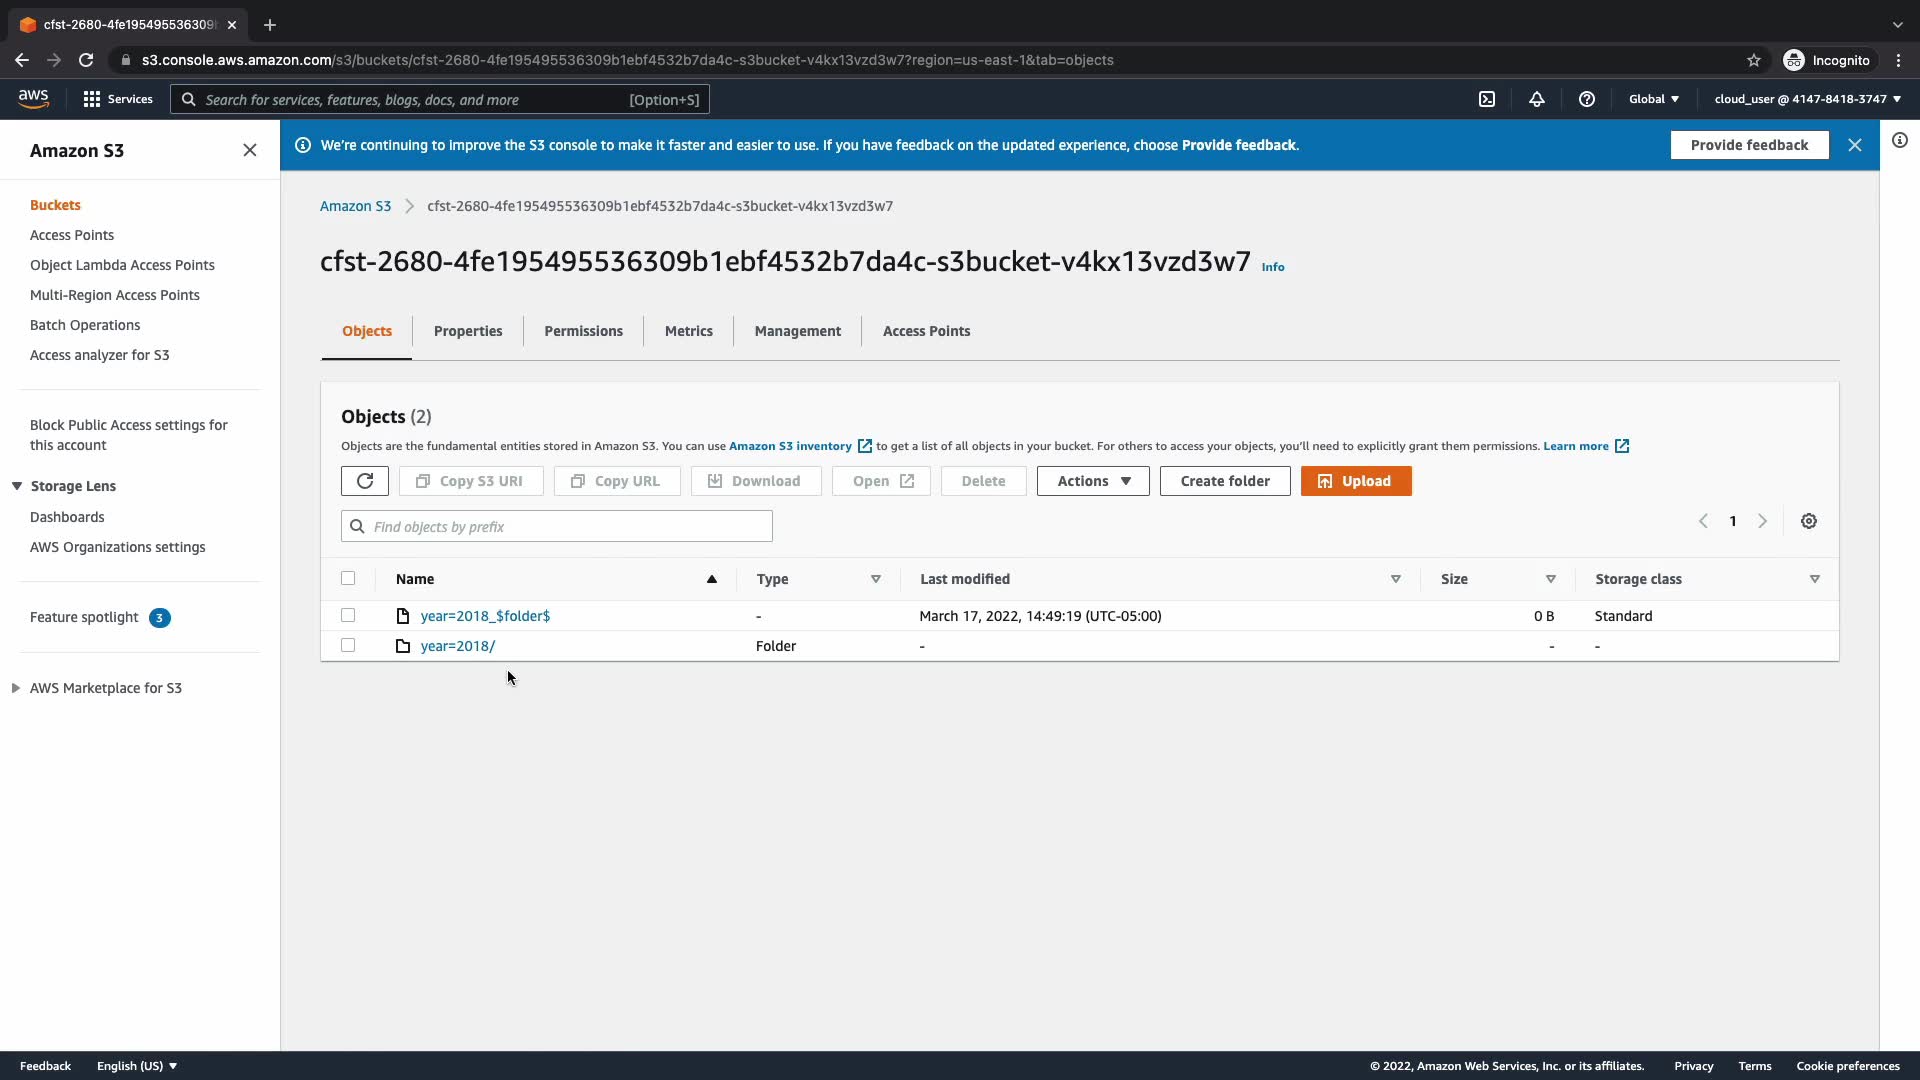 cfst-2680-4fe195495536309b
s3.console.aws.amazon.com/s3/buckets/cfst-2680-4fe195495536309b1ebf4532b7da4c-s3bucket-v4kx13vzd3w7?region=us-east-1&tab=objects
Incognito
aws
Services
Search for services, features, blogs, docs, and more
[Option+S]
Global
cloud_user @ 4147-8418-3747
Amazon S3
We're continuing to improve the S3 console to make it faster and easier to use. If you have feedback on the updated experience, choose Provide feedback.
Provide feedback
Buckets
Access Points
Object Lambda Access Points
Multi-Region Access Points
Batch Operations
Access analyzer for S3
Block Public Access settings for
this account
Storage Lens
Dashboards
AWS Organizations settings
Feature spotlight 3
AWS Marketplace for S3
Amazon S3
cfst-2680-4fe195495536309b1ebf4532b7da4c-s3bucket-v4kx13vzd3w7
cfst-2680-4fe195495536309b1ebf4532b7da4c-s3bucket-v4kx13vzd3w7 Info
Objects
Properties
Permissions
Metrics
Management
Access Points
Objects (2)
Objects are the fundamental entities stored in Amazon S3. You can use Amazon S3 inventory to get a list of all objects in your bucket. For others to access your objects, you'll need to explicitly grant them permissions. Learn more
Copy S3 URI
Copy URL
Download
Open
Delete
Actions
Create folder
Upload
Find objects by prefix
1
Name
Type
Last modified
Size
Storage class
year=2018_$folder$
-
March 17, 2022, 14:49:19 (UTC-05:00)
0 B
Standard
year=2018/
Folder
-
-
-
Feedback
English (US)
© 2022, Amazon Web Services, Inc. or its affiliates.
Privacy
Terms
Cookie preferences